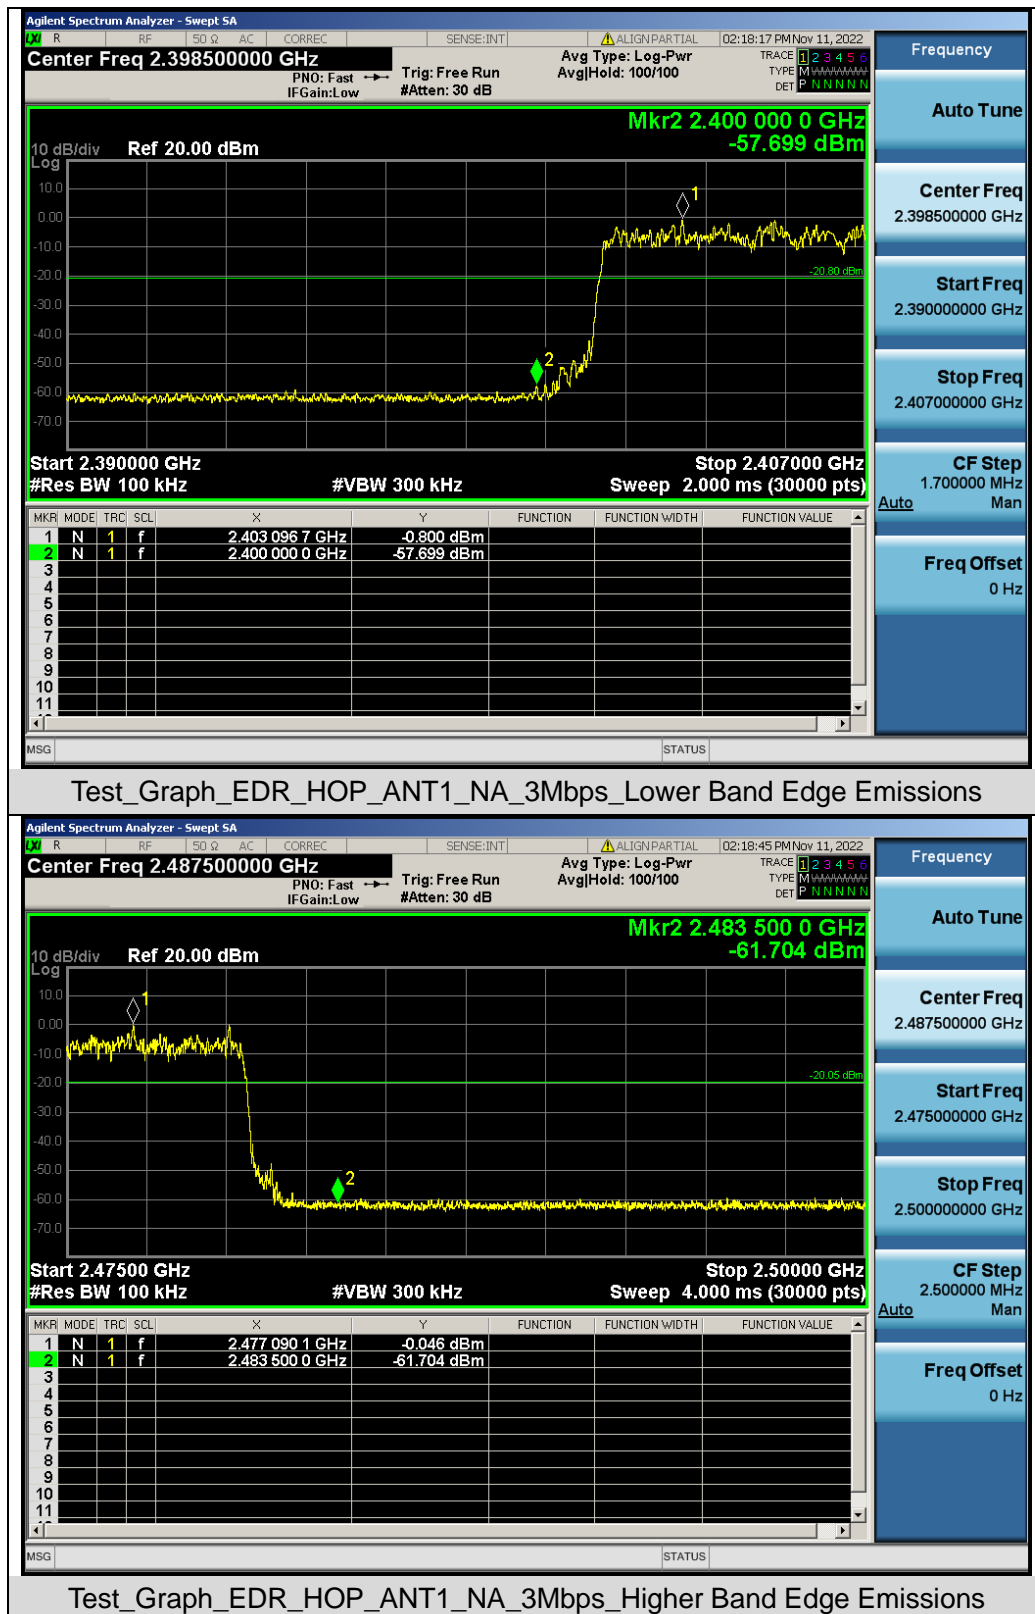 Agilent Spectrum Analyzer - Swept SA
LXI R RF 50 Ω AC CORREC SENSE:INT ALIGN PARTIAL 02:18:17 PM Nov 11, 2022
Center Freq 2.398500000 GHz
PNO: Fast
IFGain:Low
Trig: Free Run
#Atten: 30 dB
Avg Type: Log-Pwr
Avg|Hold: 100/100
TRACE 1 2 3 4 5 6
TYPE M WWWWW
DET P N N N N N
Mkr2 2.400 000 0 GHz
-57.699 dBm
10 dB/div Ref 20.00 dBm
Log
10.0
0.00
-10.0
-20.0
-30.0
-40.0
-50.0
-60.0
-70.0
1
-20.80 dBm
2
Start 2.390000 GHz Stop 2.407000 GHz
#Res BW 100 kHz #VBW 300 kHz Sweep 2.000 ms (30000 pts)
MKR MODE TRC SCL X Y FUNCTION FUNCTION WIDTH FUNCTION VALUE
1 N 1 f 2.403 096 7 GHz -0.800 dBm
2 N 1 f 2.400 000 0 GHz -57.699 dBm
3
4
5
6
7
8
9
10
11
MSG STATUS
Frequency
Auto Tune
Center Freq
2.398500000 GHz
Start Freq
2.390000000 GHz
Stop Freq
2.407000000 GHz
CF Step
1.700000 MHz
Auto Man
Freq Offset
0 Hz
Test_Graph_EDR_HOP_ANT1_NA_3Mbps_Lower Band Edge Emissions
Agilent Spectrum Analyzer - Swept SA
LXI R RF 50 Ω AC CORREC SENSE:INT ALIGN PARTIAL 02:18:45 PM Nov 11, 2022
Center Freq 2.487500000 GHz
PNO: Fast
IFGain:Low
Trig: Free Run
#Atten: 30 dB
Avg Type: Log-Pwr
Avg|Hold: 100/100
TRACE 1 2 3 4 5 6
TYPE M WWWWW
DET P N N N N N
Mkr2 2.483 500 0 GHz
-61.704 dBm
10 dB/div Ref 20.00 dBm
Log
10.0
0.00
-10.0
-20.0
-30.0
-40.0
-50.0
-60.0
-70.0
1
-20.05 dBm
2
Start 2.47500 GHz Stop 2.50000 GHz
#Res BW 100 kHz #VBW 300 kHz Sweep 4.000 ms (30000 pts)
MKR MODE TRC SCL X Y FUNCTION FUNCTION WIDTH FUNCTION VALUE
1 N 1 f 2.477 090 1 GHz -0.046 dBm
2 N 1 f 2.483 500 0 GHz -61.704 dBm
3
4
5
6
7
8
9
10
11
MSG STATUS
Frequency
Auto Tune
Center Freq
2.487500000 GHz
Start Freq
2.475000000 GHz
Stop Freq
2.500000000 GHz
CF Step
2.500000 MHz
Auto Man
Freq Offset
0 Hz
Test_Graph_EDR_HOP_ANT1_NA_3Mbps_Higher Band Edge Emissions